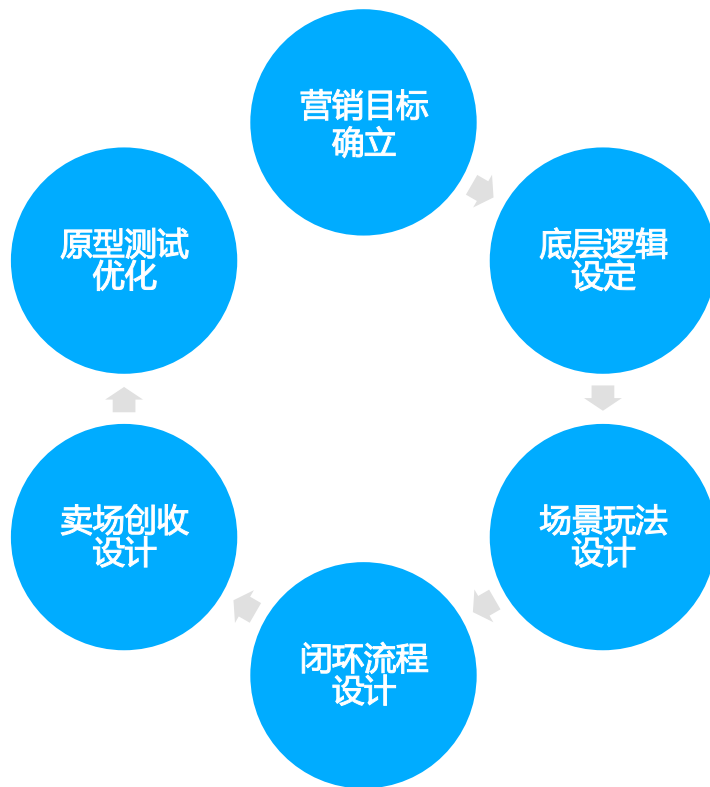 营销目标
确立
底层逻辑
设定
场景玩法
设计
闭环流程
设计
卖场创收
设计
原型测试
优化